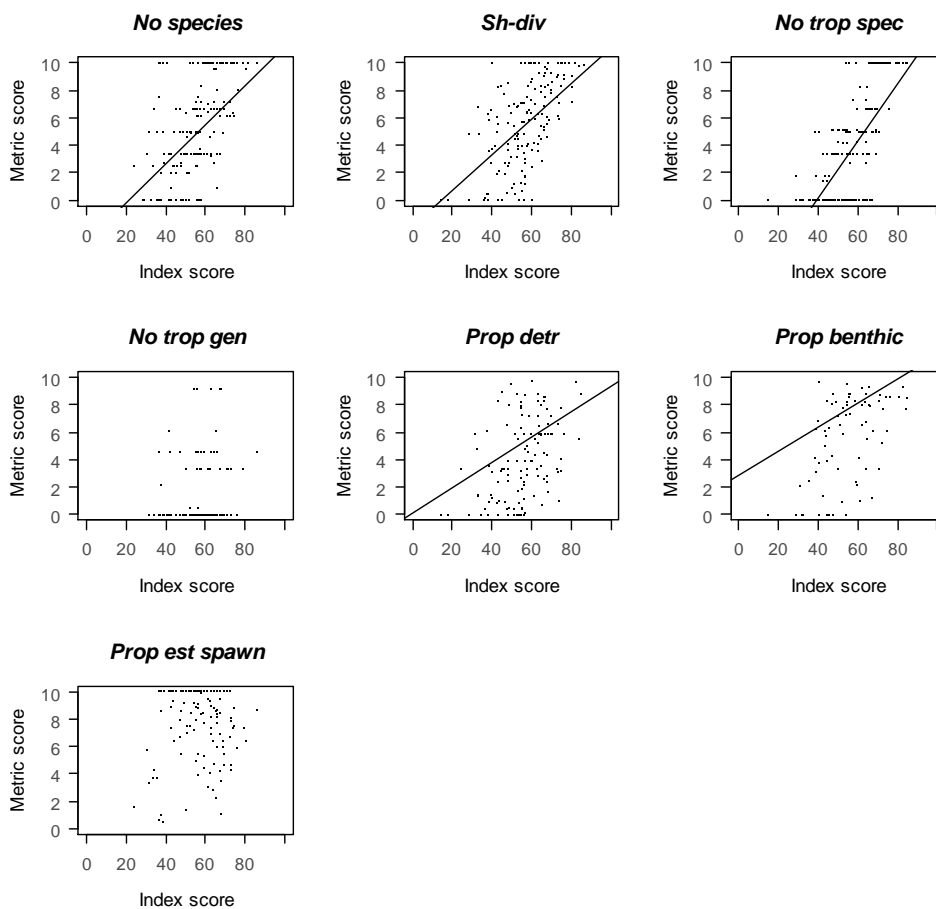 No species
Sh-div
No trop spec
Metric score
10
8
6
4
2
0
0 20 40 60 80
Index score
Metric score
10
8
6
4
2
0
0 20 40 60 80
Index score
Metric score
10
8
6
4
2
0
0 20 40 60 80
Index score
No trop gen
Prop detr
Prop benthic
Metric score
10
8
6
4
2
0
0 20 40 60 80
Index score
Metric score
10
8
6
4
2
0
0 20 40 60 80
Index score
Metric score
10
8
6
4
2
0
0 20 40 60 80
Index score
Prop est spawn
Metric score
10
8
6
4
2
0
0 20 40 60 80
Index score